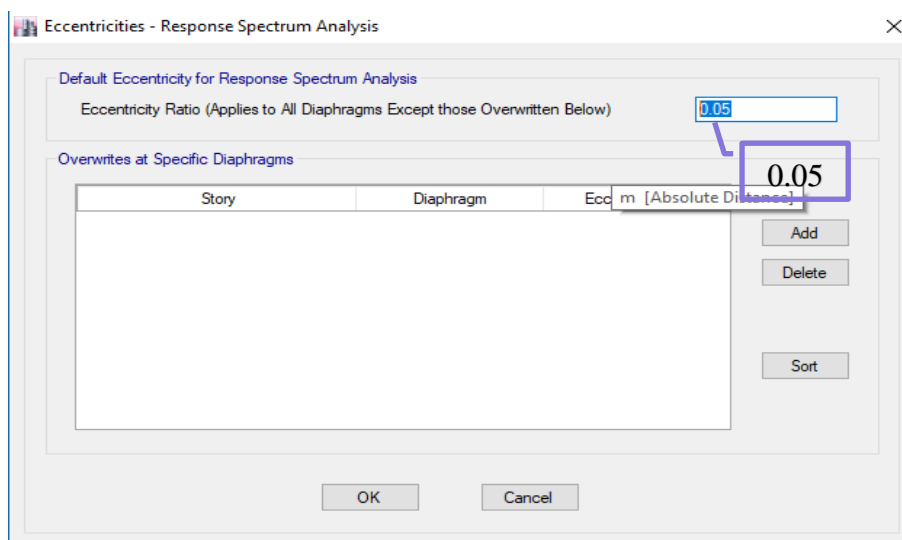 Eccentricities - Response Spectrum Analysis
Default Eccentricity for Response Spectrum Analysis
Eccentricity Ratio (Applies to All Diaphragms Except those Overwritten Below) 0.05
0.05
Overwrites at Specific Diaphragms
Story Diaphragm Ecc m [Absolute Distance]
Add
Delete
Sort
OK Cancel